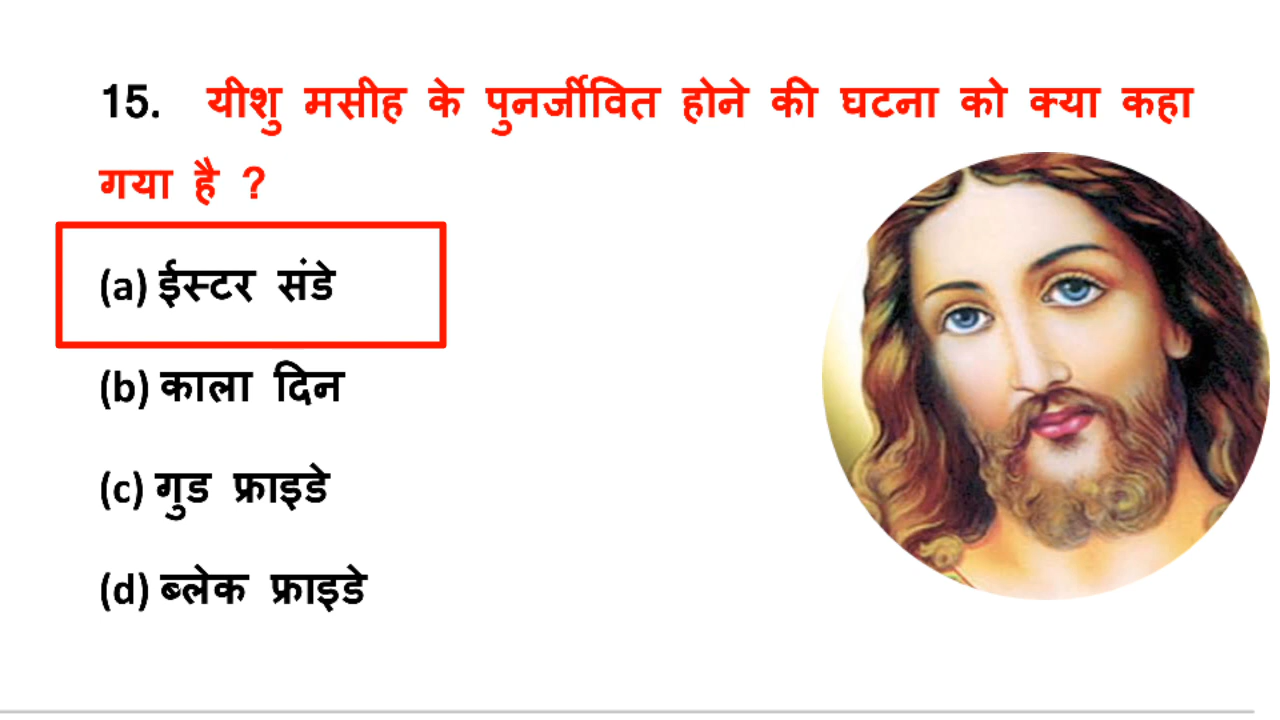 15. यीशु मसीह के पुनर्जीवित होने की घटना को क्या कहा
गया है ?
(a) ईस्टर संडे
(b) काला दिन
(c) गुड फ्राइडे
(d) ब्लेक फ्राइडे